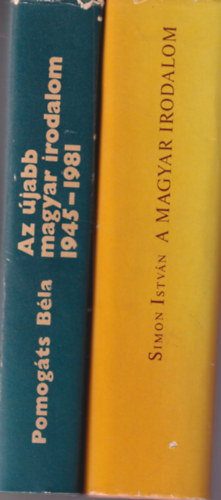 Pomogáts Béla
Az újabb
magyar irodalom
1945–1981
SIMON ISTVÁN A MAGYAR IRODALOM